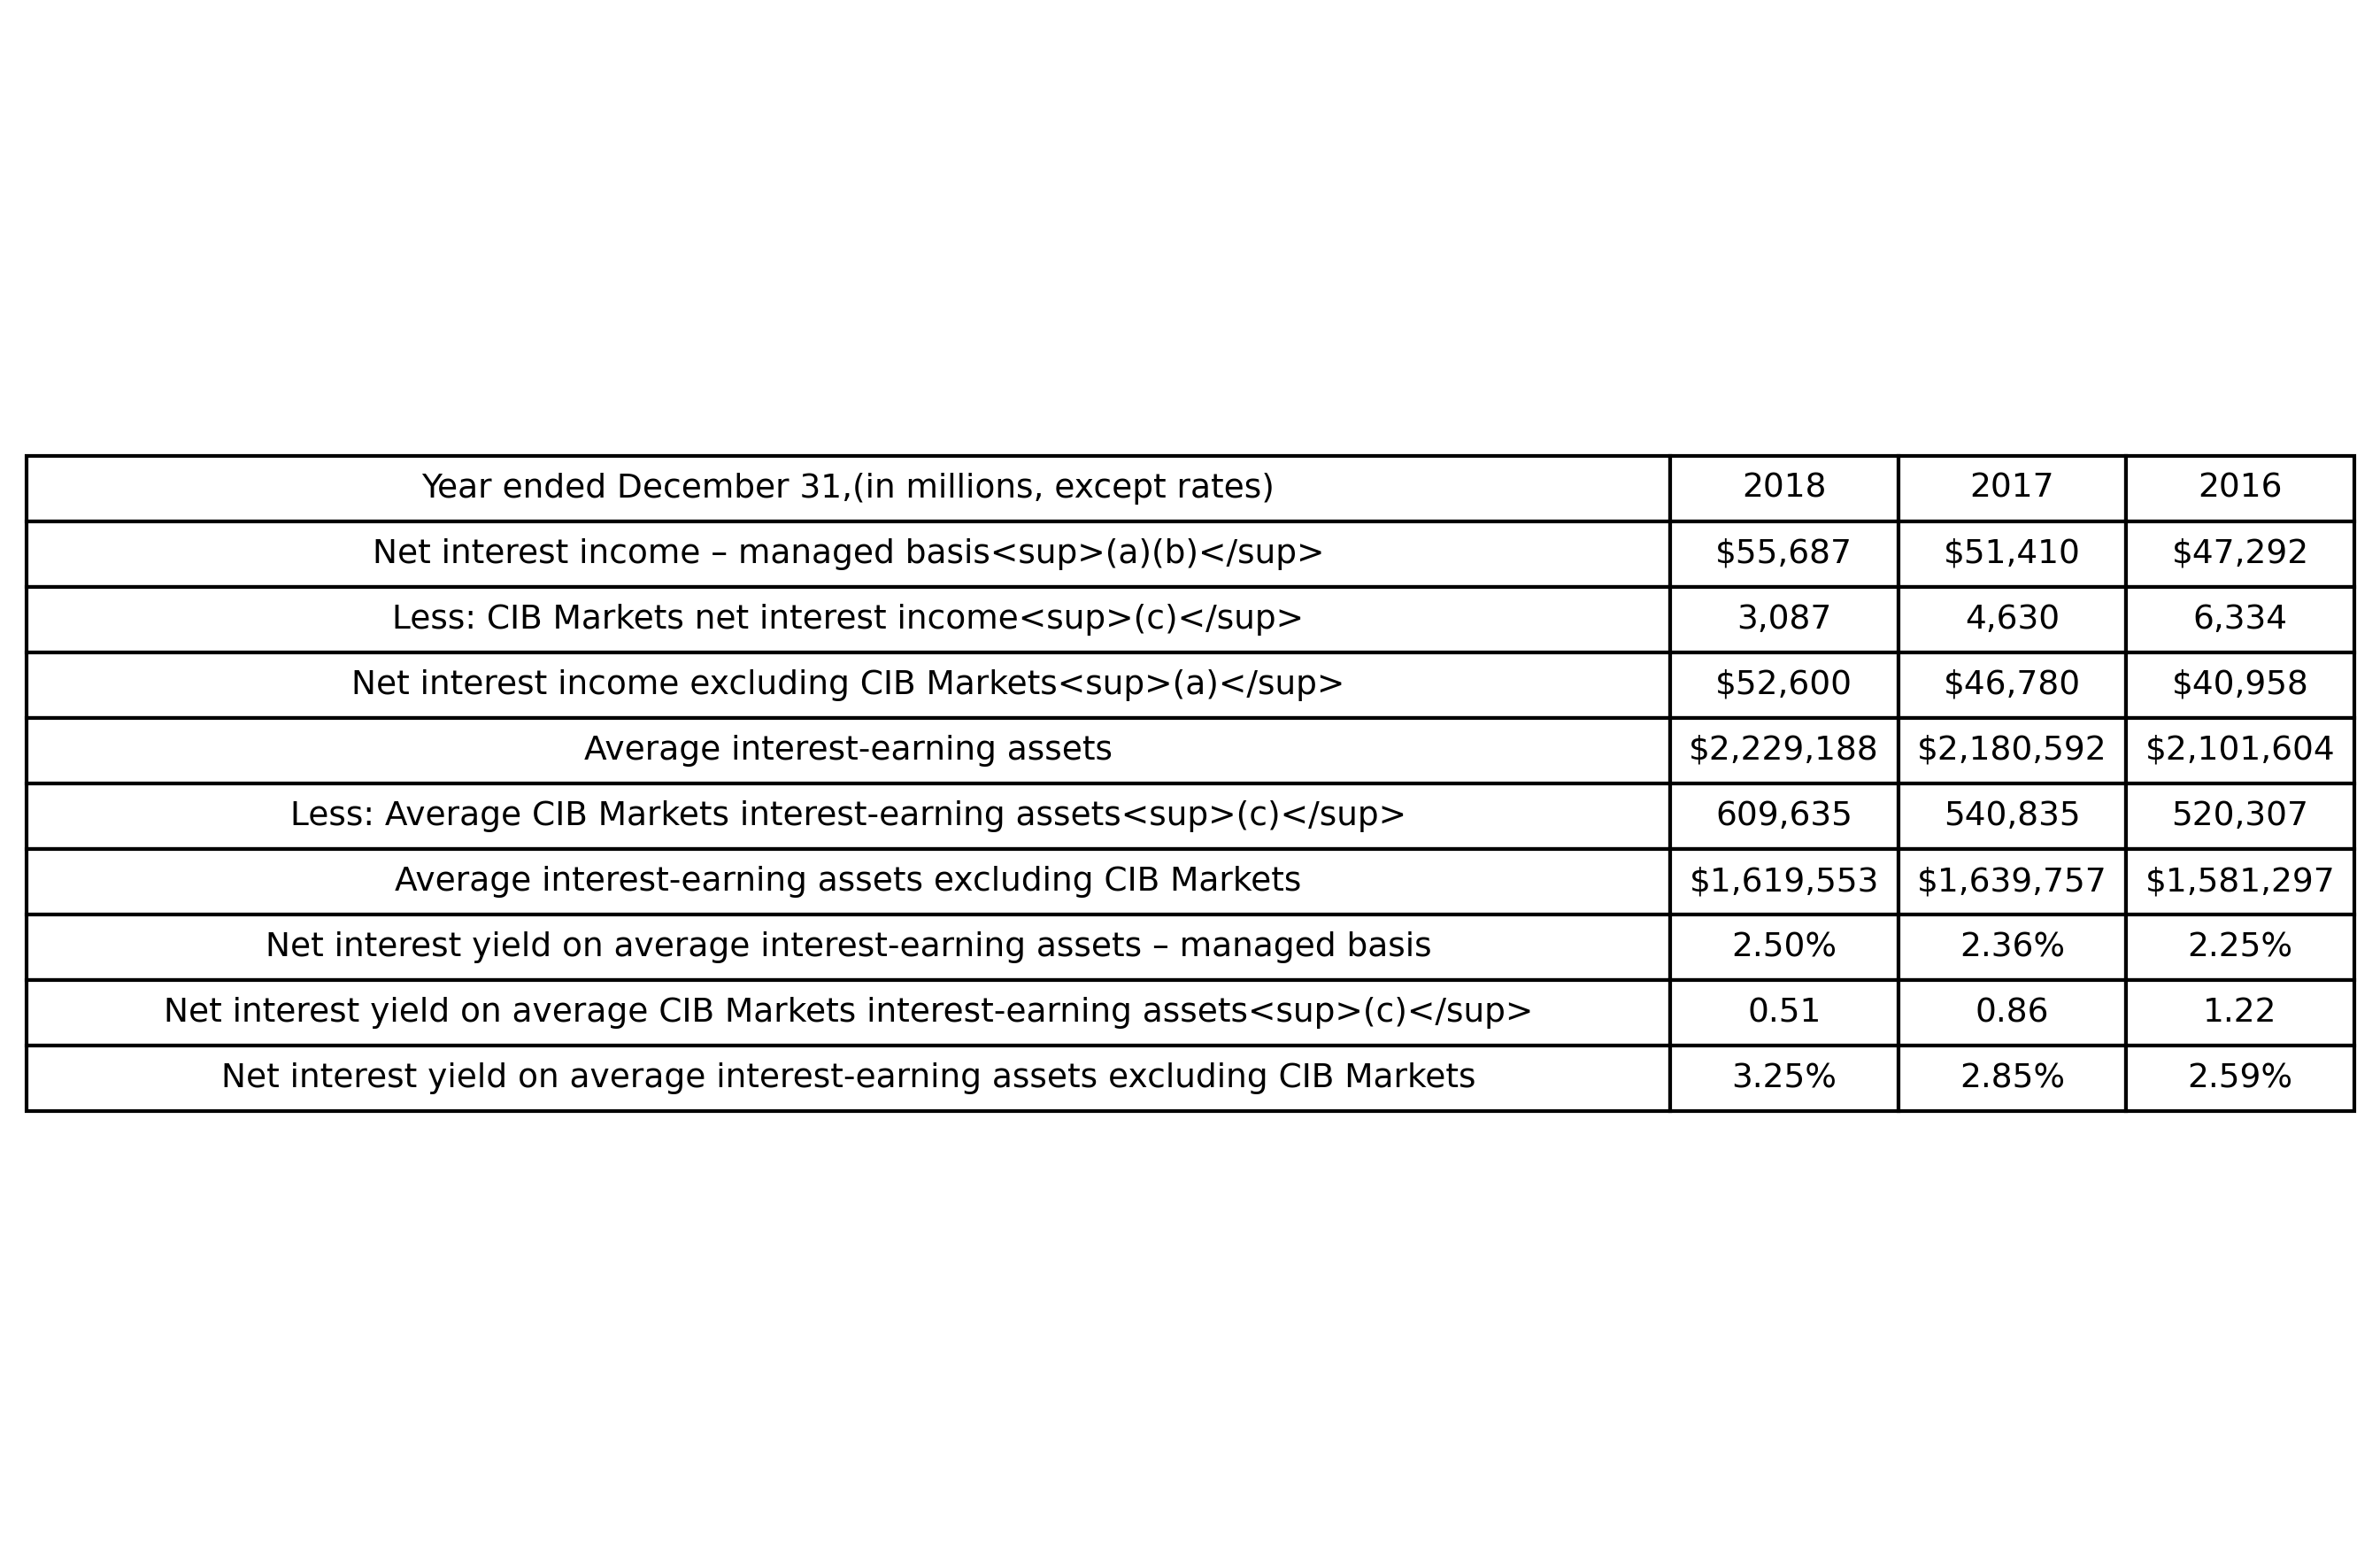 Year ended December 31,(in millions, except rates) 2018 2017 2016
Net interest income – managed basis<sup>(a)(b)</sup> $55,687 $51,410 $47,292
Less: CIB Markets net interest income<sup>(c)</sup> 3,087 4,630 6,334
Net interest income excluding CIB Markets<sup>(a)</sup> $52,600 $46,780 $40,958
Average interest-earning assets $2,229,188 $2,180,592 $2,101,604
Less: Average CIB Markets interest-earning assets<sup>(c)</sup> 609,635 540,835 520,307
Average interest-earning assets excluding CIB Markets $1,619,553 $1,639,757 $1,581,297
Net interest yield on average interest-earning assets – managed basis 2.50% 2.36% 2.25%
Net interest yield on average CIB Markets interest-earning assets<sup>(c)</sup> 0.51 0.86 1.22
Net interest yield on average interest-earning assets excluding CIB Markets 3.25% 2.85% 2.59%